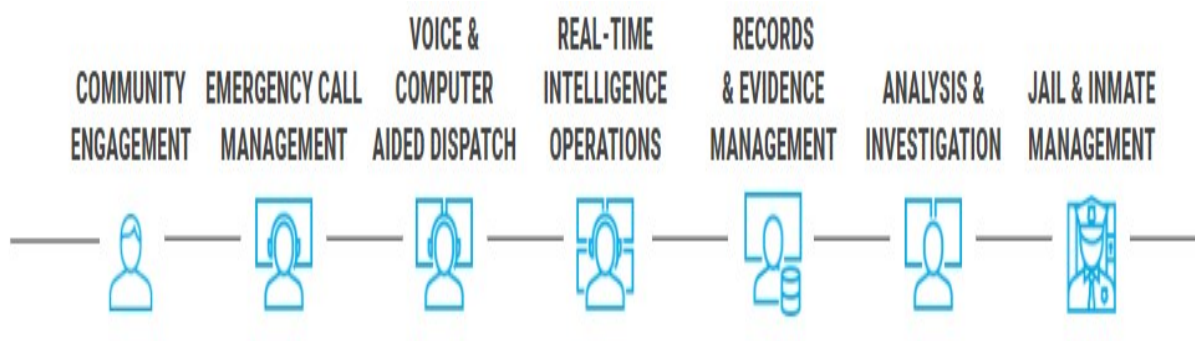 COMMUNITY
ENGAGEMENT
EMERGENCY CALL
MANAGEMENT
VOICE &
COMPUTER
AIDED DISPATCH
REAL-TIME
INTELLIGENCE
OPERATIONS
RECORDS
& EVIDENCE
MANAGEMENT
ANALYSIS &
INVESTIGATION
JAIL & INMATE
MANAGEMENT